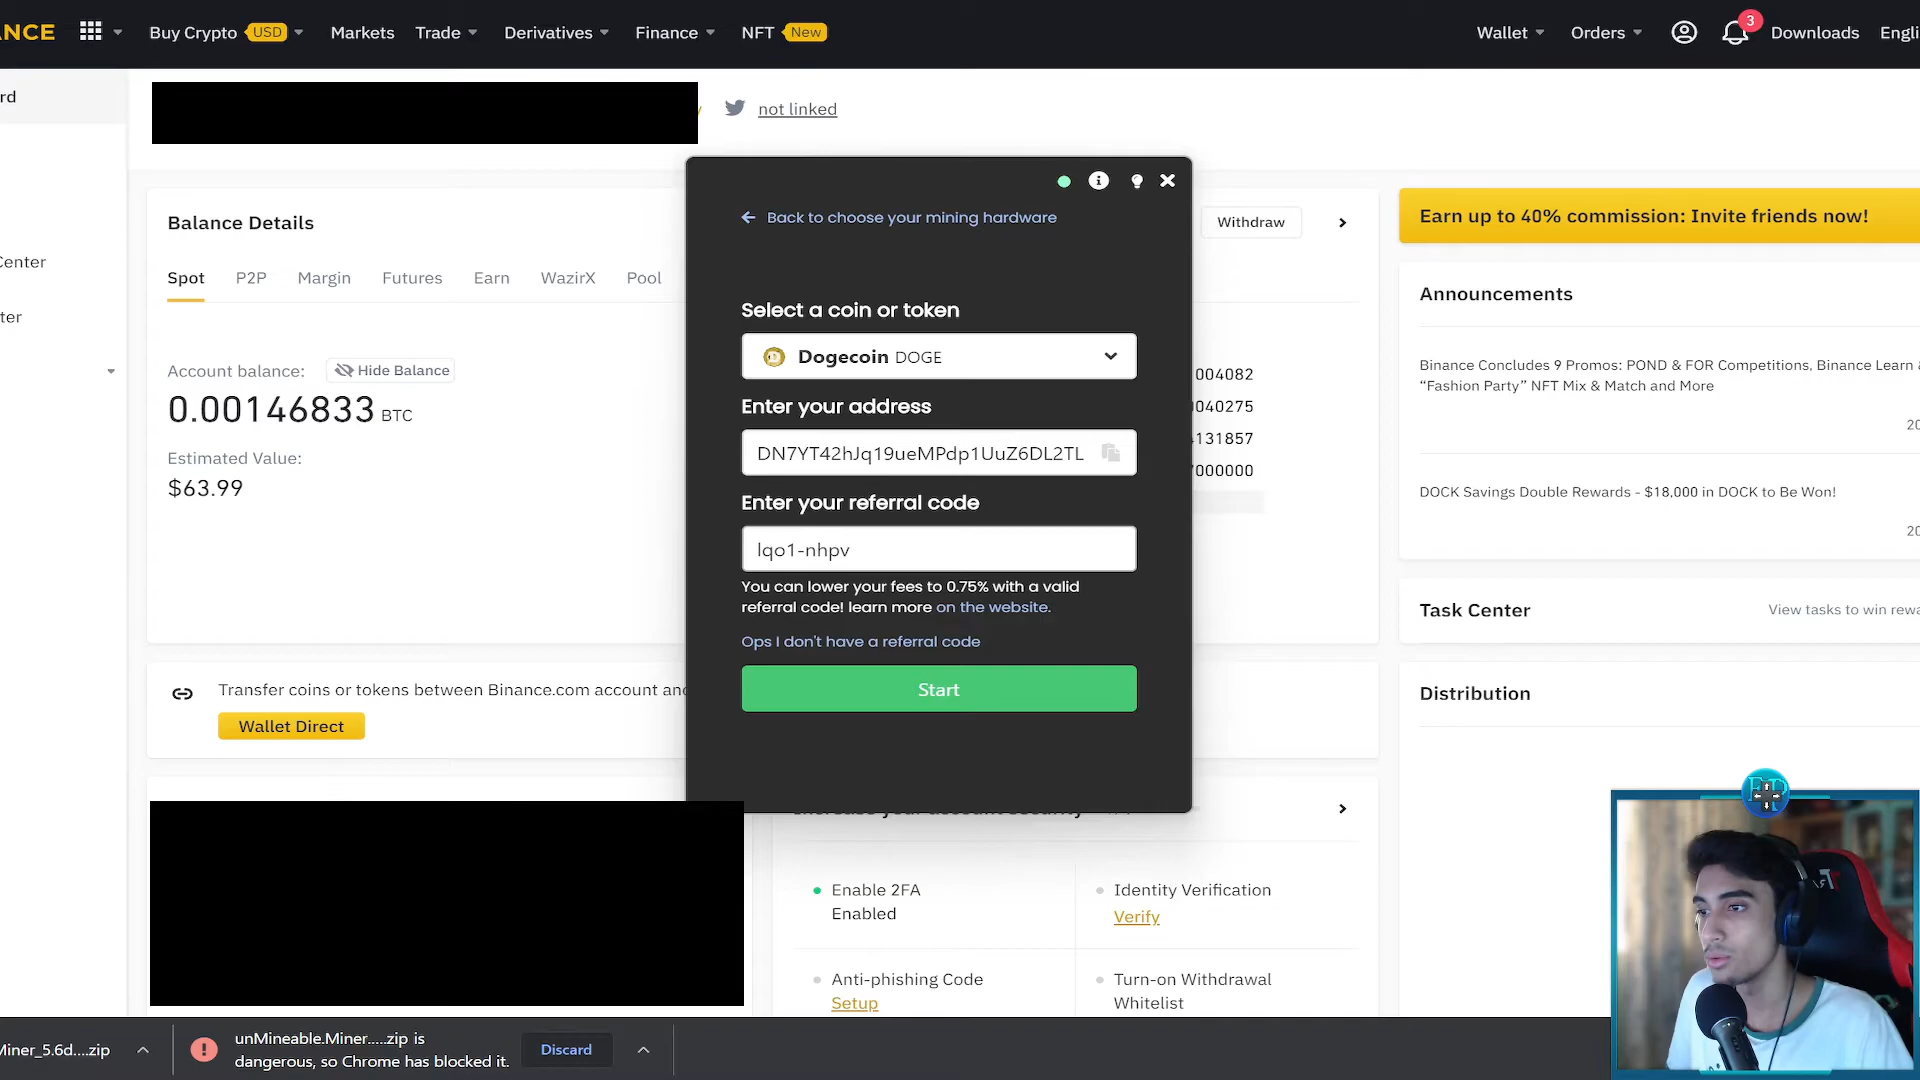 NCE
Buy Crypto USD
Markets
Trade
Derivatives
Finance
NFT New
Wallet
Orders
3
Downloads
Engli
rd
not linked
Center
ter
Balance Details
Withdraw
Spot
P2P
Margin
Futures
Earn
WazirX
Pool
Account balance:
Hide Balance
0.00146833 BTC
Estimated Value:
$63.99
004082
0040275
131857
000000
Back to choose your mining hardware
Select a coin or token
Dogecoin DOGE
Enter your address
DN7YT42hJq19ueMPdp1UuZ6DL2TL
Enter your referral code
lqo1-nhpv
You can lower your fees to 0.75% with a valid
referral code! learn more on the website.
Ops I don't have a referral code
Start
Earn up to 40% commission: Invite friends now!
Announcements
Binance Concludes 9 Promos: POND & FOR Competitions, Binance Learn &
“Fashion Party” NFT Mix & Match and More
20
DOCK Savings Double Rewards - $18,000 in DOCK to Be Won!
20
Task Center
View tasks to win rewa
Distribution
Transfer coins or tokens between Binance.com account and
Wallet Direct
Increase your account security
Enable 2FA
Enabled
Identity Verification
Verify
Anti-phishing Code
Setup
Turn-on Withdrawal
Whitelist
Miner_5.6d....zip
unMineable.Miner.....zip is
dangerous, so Chrome has blocked it.
Discard